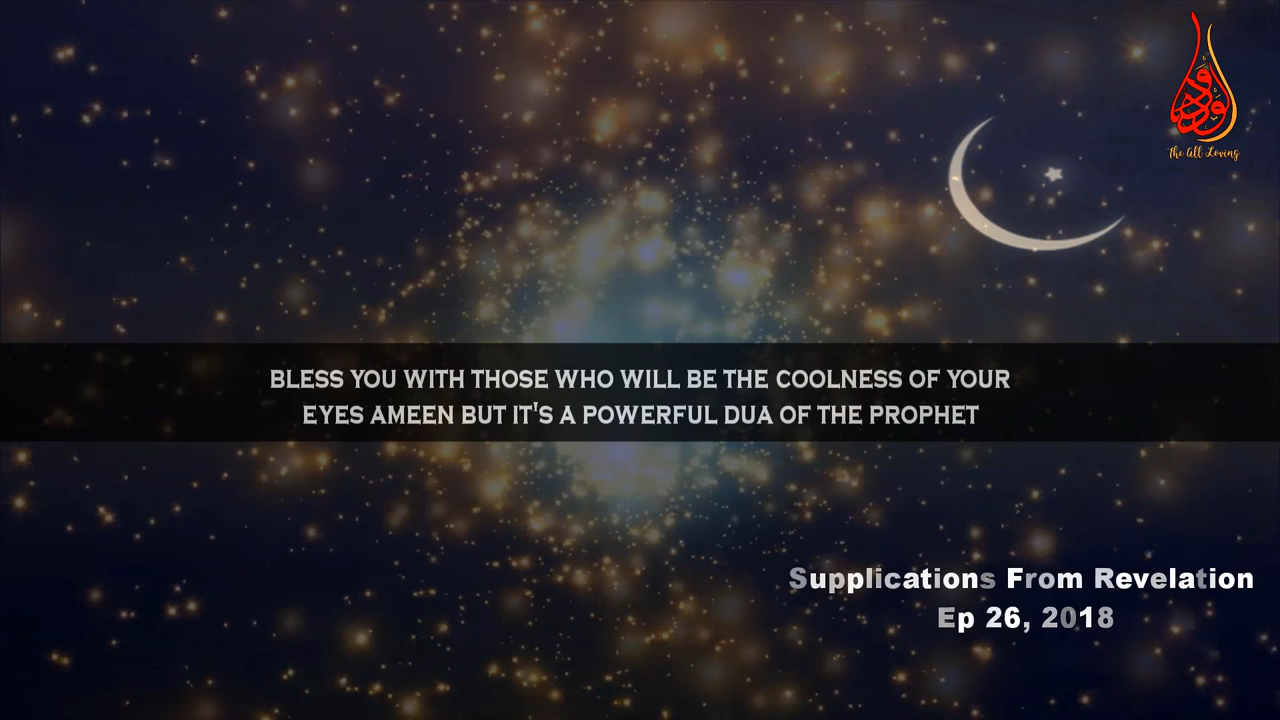 الودود
The All Loving
BLESS YOU WITH THOSE WHO WILL BE THE COOLNESS OF YOUR
EYES AMEEN BUT IT'S A POWERFUL DUA OF THE PROPHET
Supplications From Revelation
Ep 26, 2018